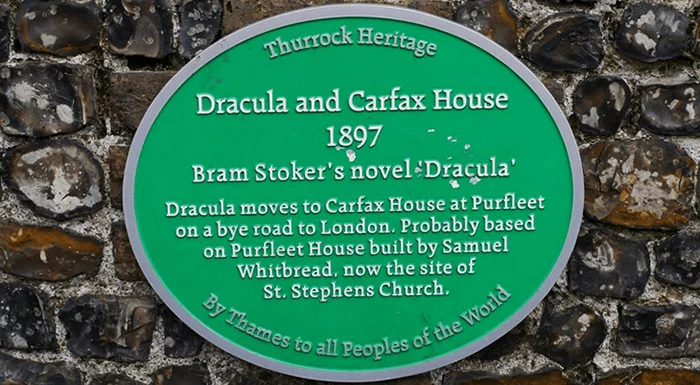 Thurrock Heritage
Dracula and Carfax House
1897
Bram Stoker's novel 'Dracula'
Dracula moves to Carfax House at Purfleet
on a bye road to London. Probably based
on Purfleet House built by Samuel
Whitbread, now the site of
St. Stephens Church.
By Thames to all Peoples of the World